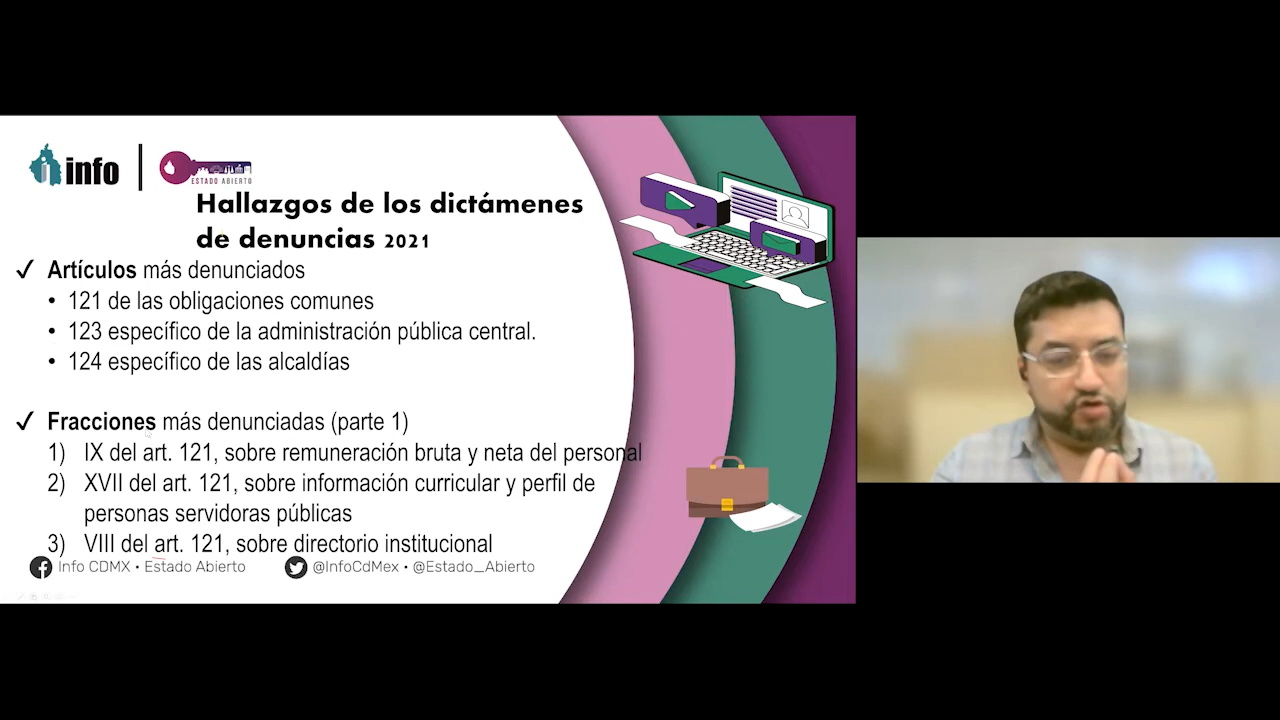 info
ESTADO ABIERTO
Hallazgos de los dictámenes
de denuncias 2021
✓ Artículos más denunciados
• 121 de las obligaciones comunes
• 123 específico de la administración pública central.
• 124 específico de las alcaldías
✓ Fracciones más denunciadas (parte 1)
1) IX del art. 121, sobre remuneración bruta y neta del personal
2) XVII del art. 121, sobre información curricular y perfil de
personas servidoras públicas
3) VIII del art. 121, sobre directorio institucional
Info CDMX • Estado Abierto
@InfoCdMex • @Estado_Abierto